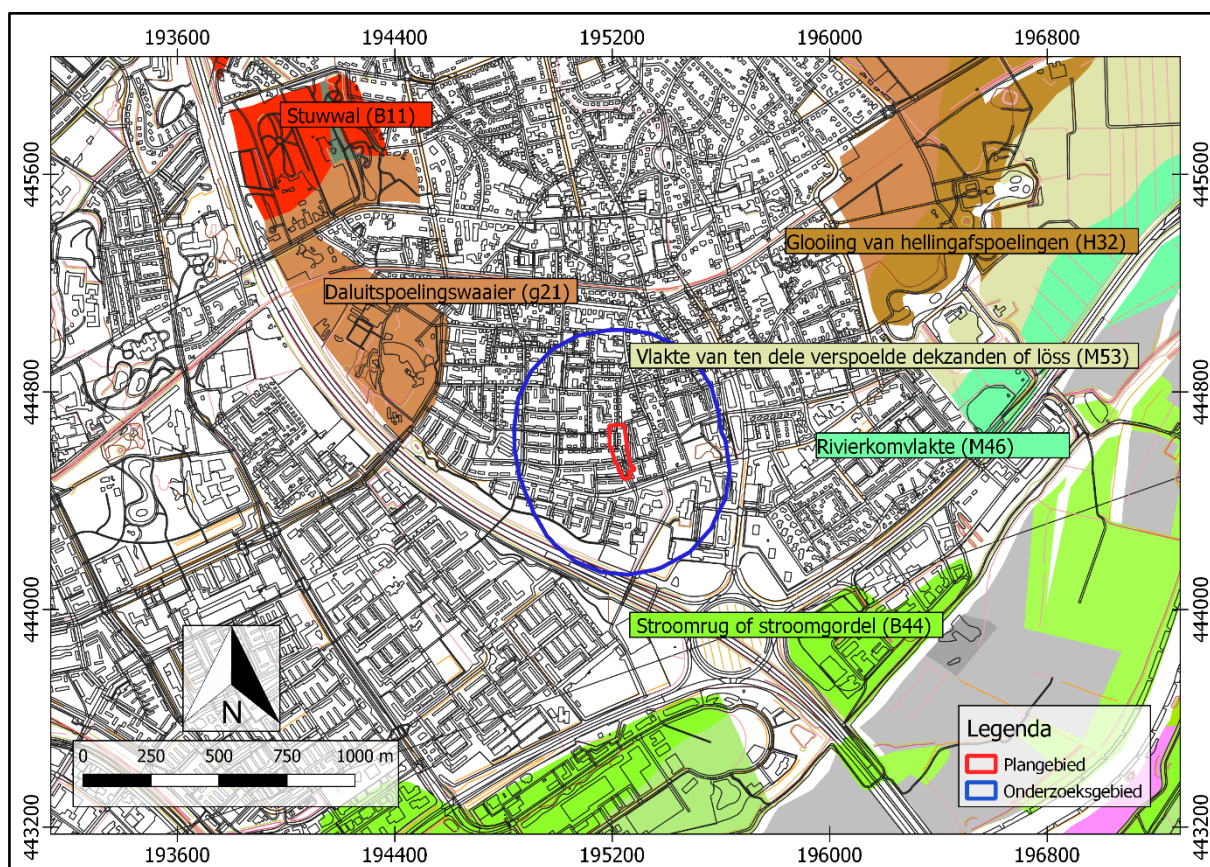 193600 194400 195200 196000 196800
Stuwwal (B11)
445600 445600
Glooiing van hellingafspoelingen (H32)
Daluitspoelingswaaier (g21)
Vlakte van ten dele verspoelde dekzanden of löss (M53)
444800 444800
Rivierkomvlakte (M46)
444000 444000
Stroomrug of stroomgordel (B44)
N
Legenda
0 250 500 750 1000 m
Plangebied
Onderzoeksgebied
443200 443200
193600 194400 195200 196000 196800